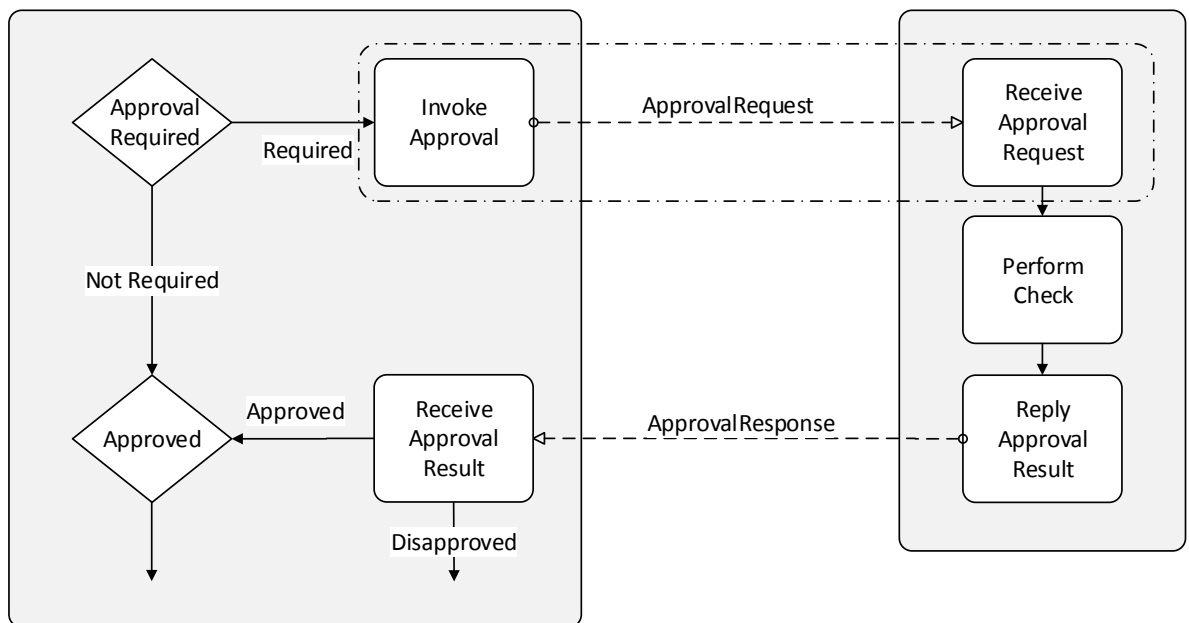 Approval
Required
Required
Invoke
Approval
ApprovalRequest
Receive
Approval
Request
Not Required
Perform
Check
Approved
Approved
Receive
Approval
Result
ApprovalResponse
Reply
Approval
Result
Disapproved